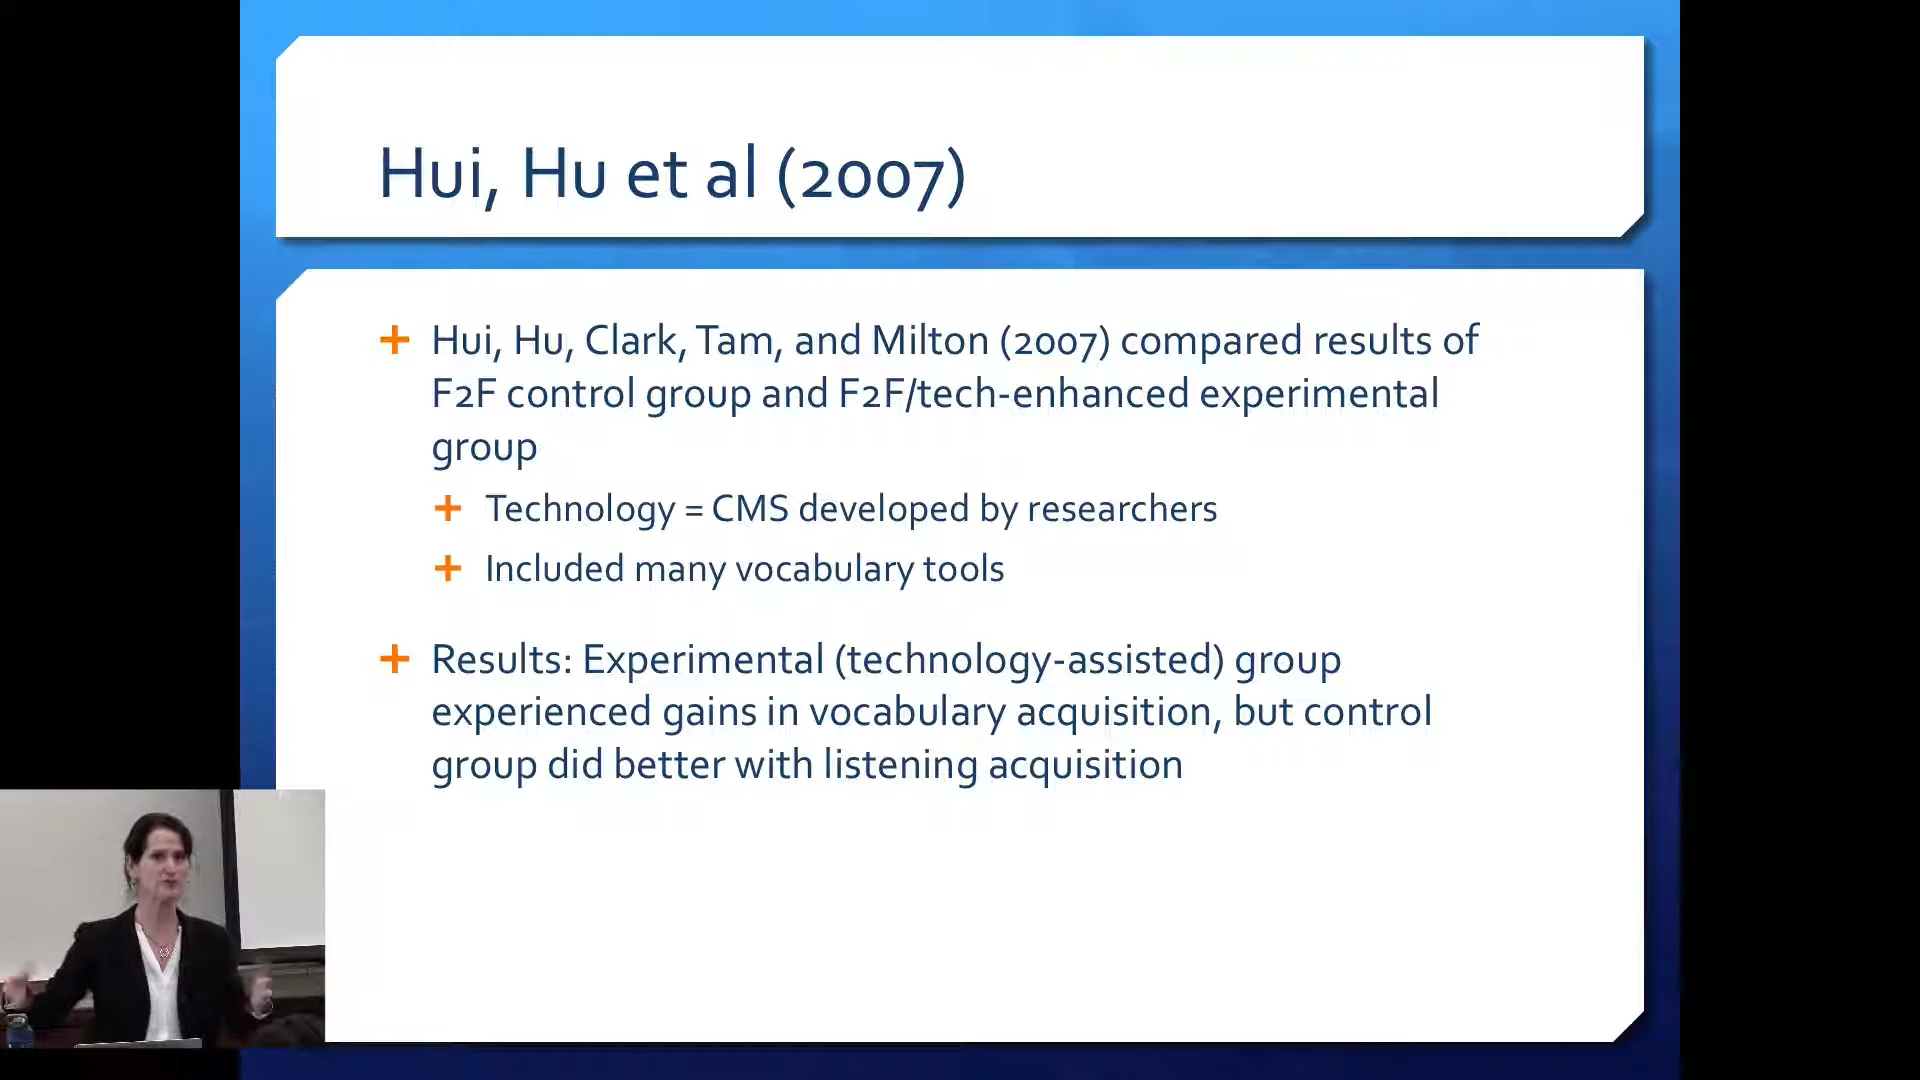 Hui, Hu et al (2007)
Hui, Hu, Clark, Tam, and Milton (2007) compared results of
F2F control group and F2F/tech-enhanced experimental
group
Technology = CMS developed by researchers
Included many vocabulary tools
Results: Experimental (technology-assisted) group
experienced gains in vocabulary acquisition, but control
group did better with listening acquisition